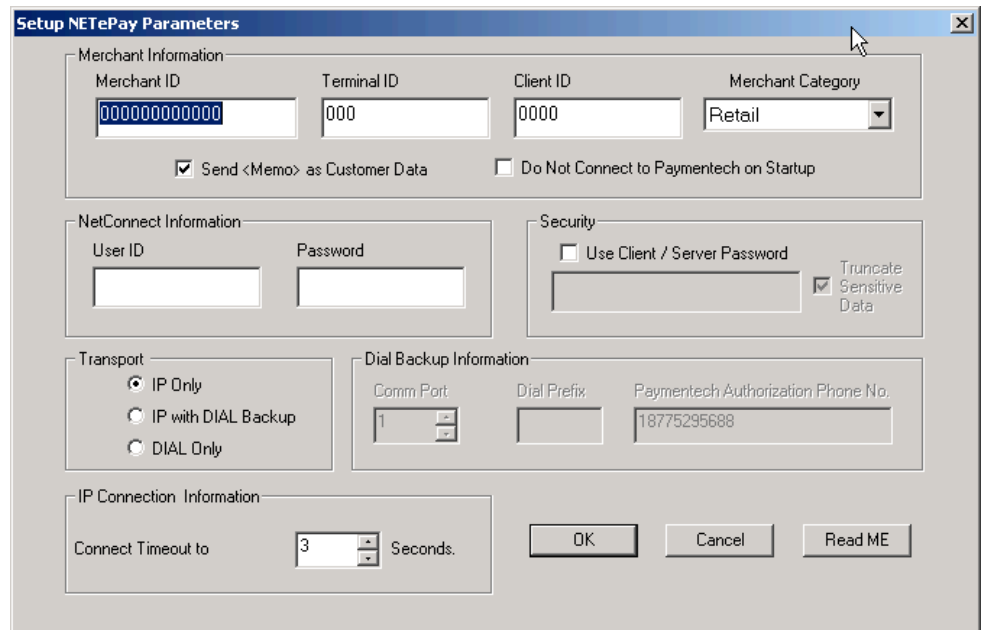 Setup NETePay Parameters
Merchant Information
Merchant ID Terminal ID Client ID Merchant Category
000000000000 000 0000 Retail
Send <Memo> as Customer Data Do Not Connect to Paymentech on Startup
NetConnect Information Security
User ID Password Use Client / Server Password
Truncate
Sensitive
Data
Transport Dial Backup Information
IP Only Comm Port Dial Prefix Paymentech Authorization Phone No.
IP with DIAL Backup 1 18775295688
DIAL Only
IP Connection Information
Connect Timeout to 3 Seconds. OK Cancel Read ME